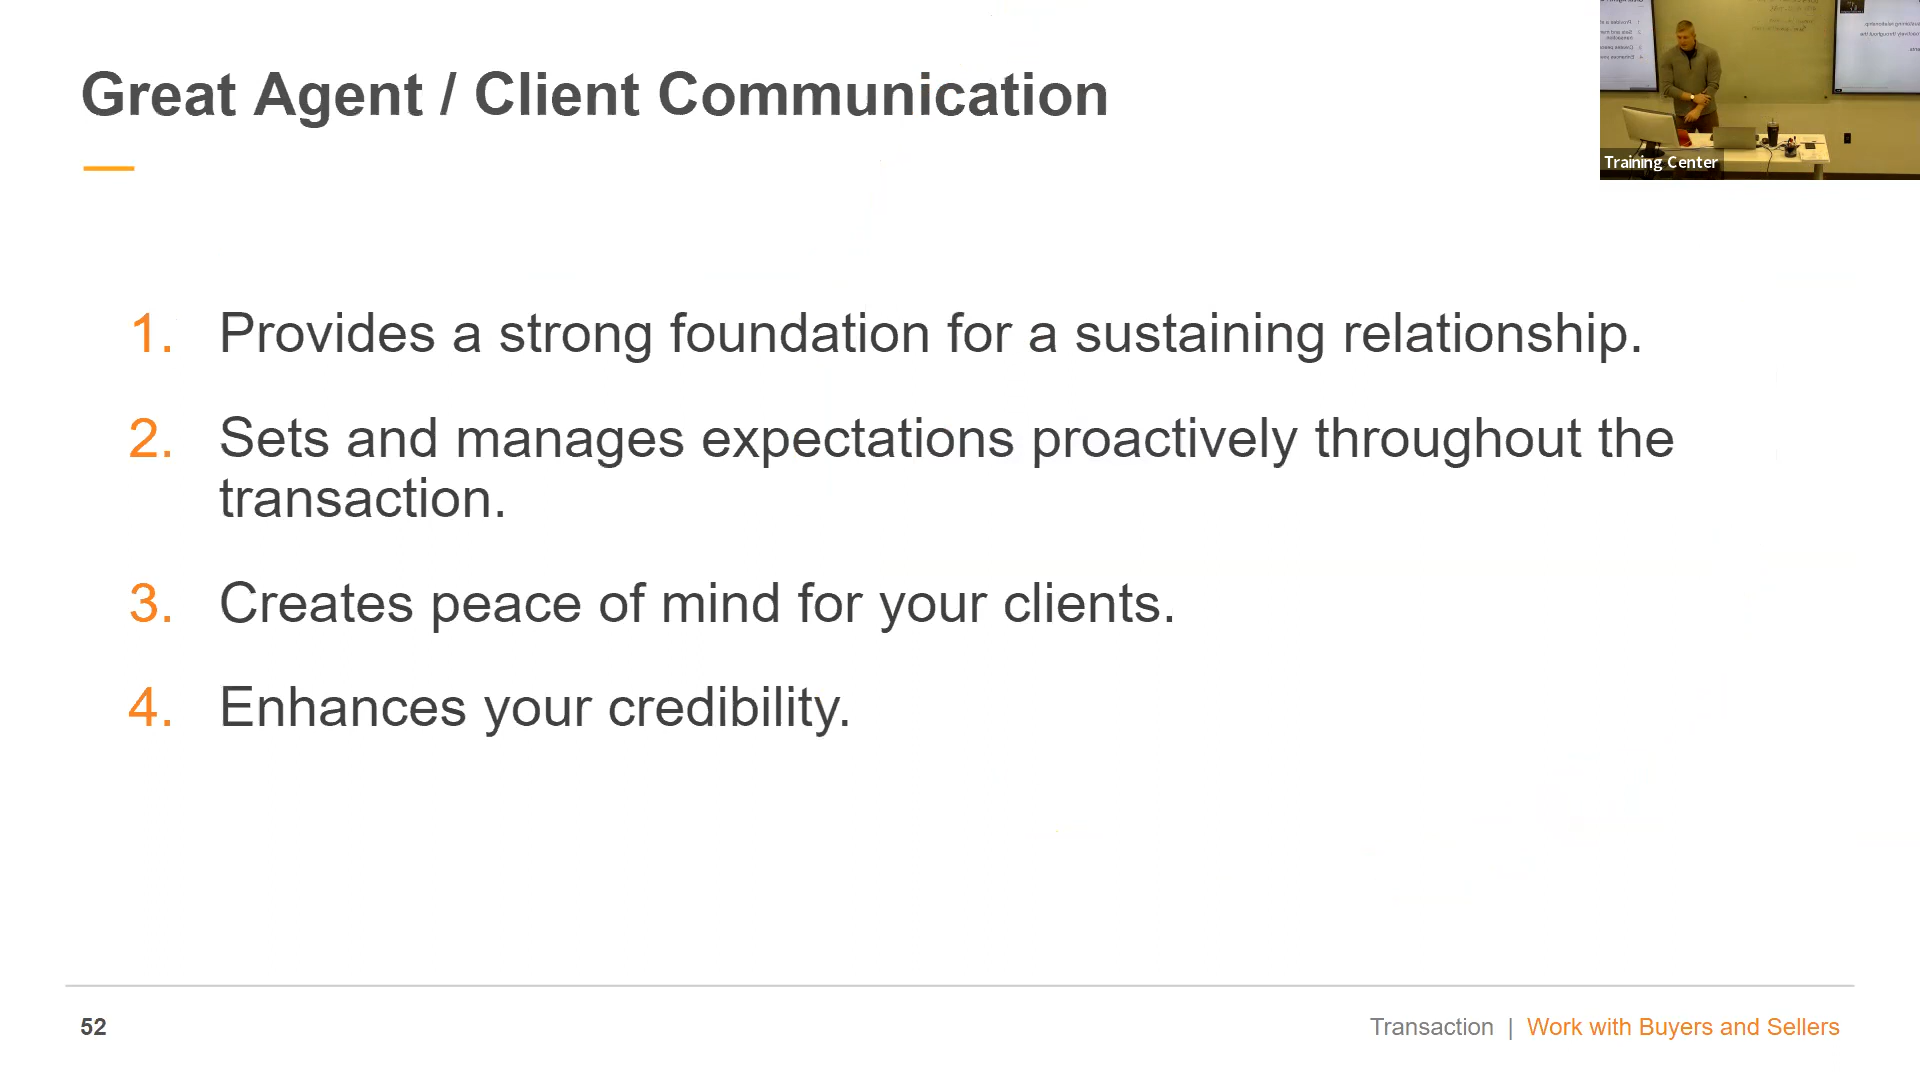 Great Agent / Client Communication
Training Center
1. Provides a strong foundation for a sustaining relationship.
2. Sets and manages expectations proactively throughout the
transaction.
3. Creates peace of mind for your clients.
4. Enhances your credibility.
52
Transaction | Work with Buyers and Sellers